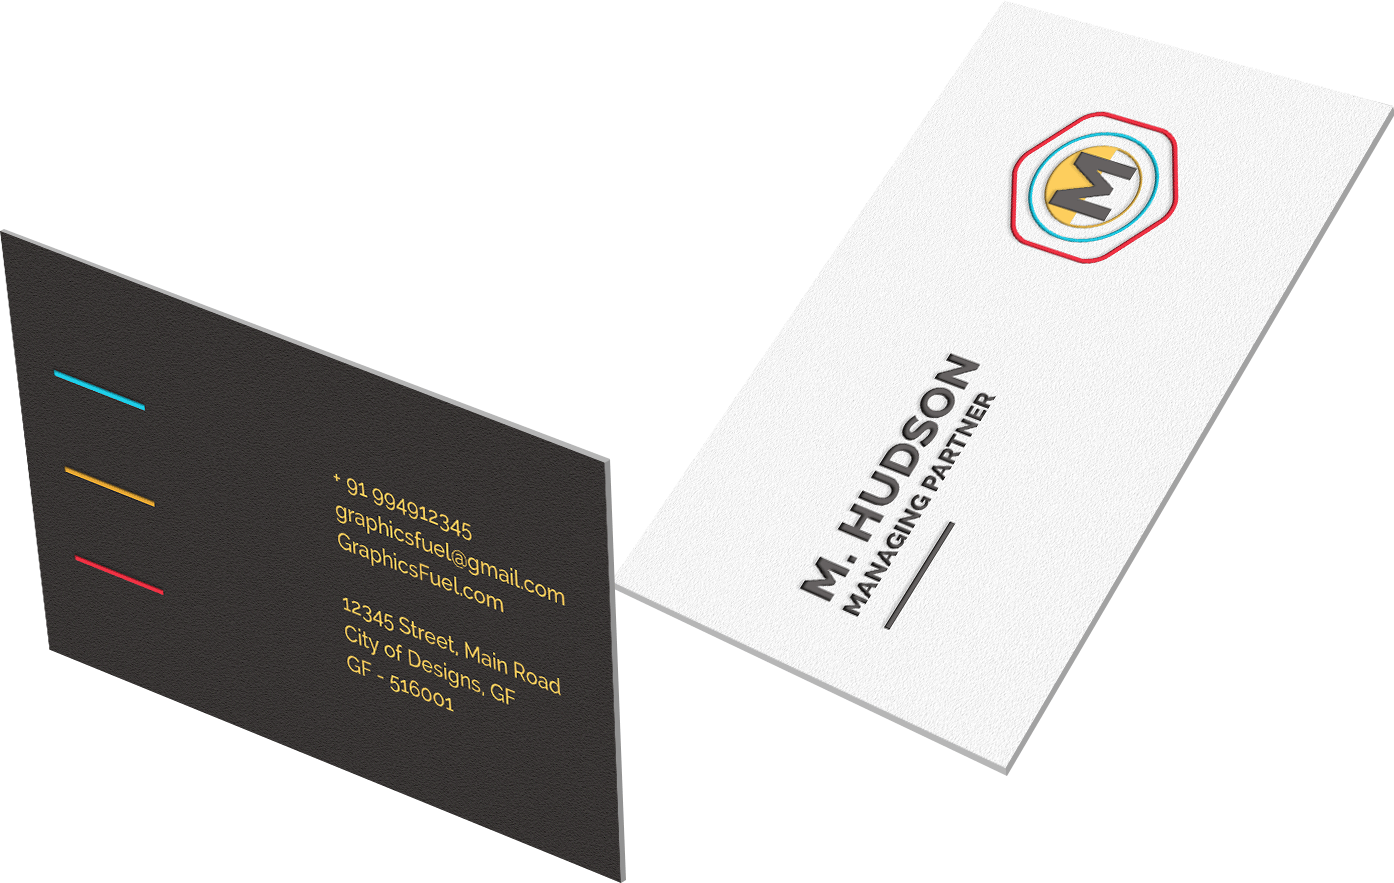 + 91 994912345
graphicsfuel@gmail.com
GraphicsFuel.com
12345 Street, Main Road
City of Designs, GF
GF - 516001
M
M. HUDSON
MANAGING PARTNER